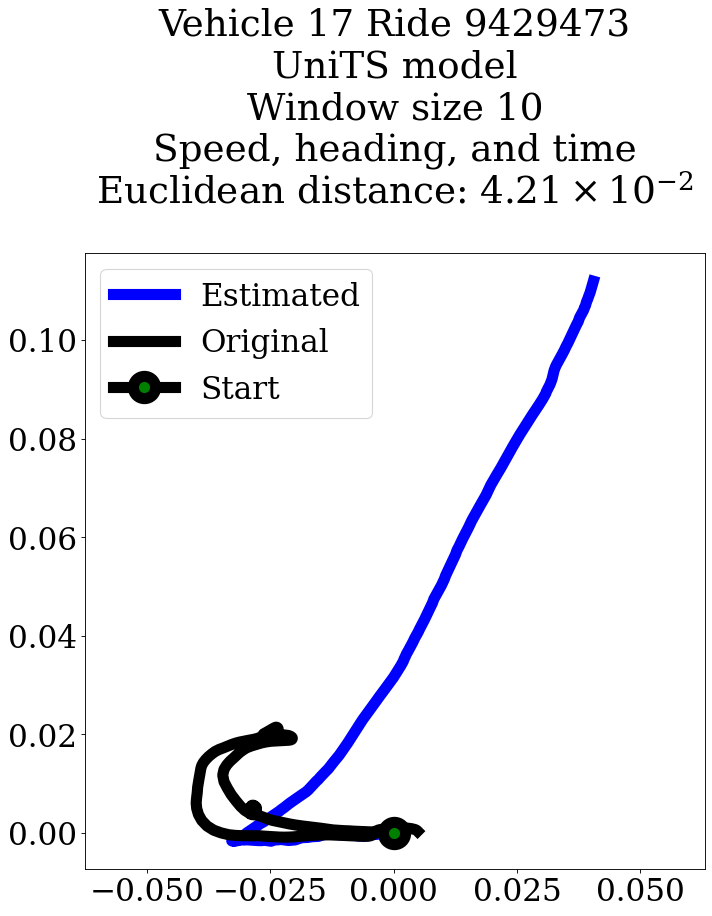 Vehicle 17 Ride 9429473
UniTS model
Window size 10
Speed, heading, and time
Euclidean distance: 4.21 × 10⁻²
Estimated
Original
Start
0.10
0.08
0.06
0.04
0.02
0.00
−0.050 −0.025 0.000 0.025 0.050